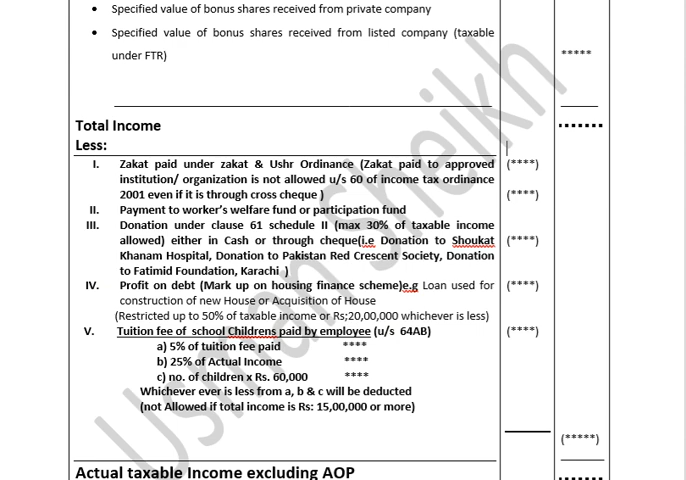 • Specified value of bonus shares received from private company
• Specified value of bonus shares received from listed company (taxable
under FTR) *****
Total Income .......
Less:
I. Zakat paid under zakat & Ushr Ordinance (Zakat paid to approved (****)
institution/ organization is not allowed u/s 60 of income tax ordinance
2001 even if it is through cross cheque ) (****)
II. Payment to worker's welfare fund or participation fund
III. Donation under clause 61 schedule II (max 30% of taxable income
allowed) either in Cash or through cheque(i.e Donation to Shoukat (****)
Khanam Hospital, Donation to Pakistan Red Crescent Society, Donation
to Fatimid Foundation, Karachi )
IV. Profit on debt (Mark up on housing finance scheme)e.g Loan used for (****)
construction of new House or Acquisition of House
(Restricted up to 50% of taxable income or Rs;20,00,000 whichever is less)
V. Tuition fee of school Childrens paid by employee (u/s 64AB) (****)
a) 5% of tuition fee paid ****
b) 25% of Actual Income ****
c) no. of children x Rs. 60,000 ****
Whichever ever is less from a, b & c will be deducted
(not Allowed if total income is Rs: 15,00,000 or more)
(*****)
Actual taxable Income excluding AOP .......
Usman Sheikh